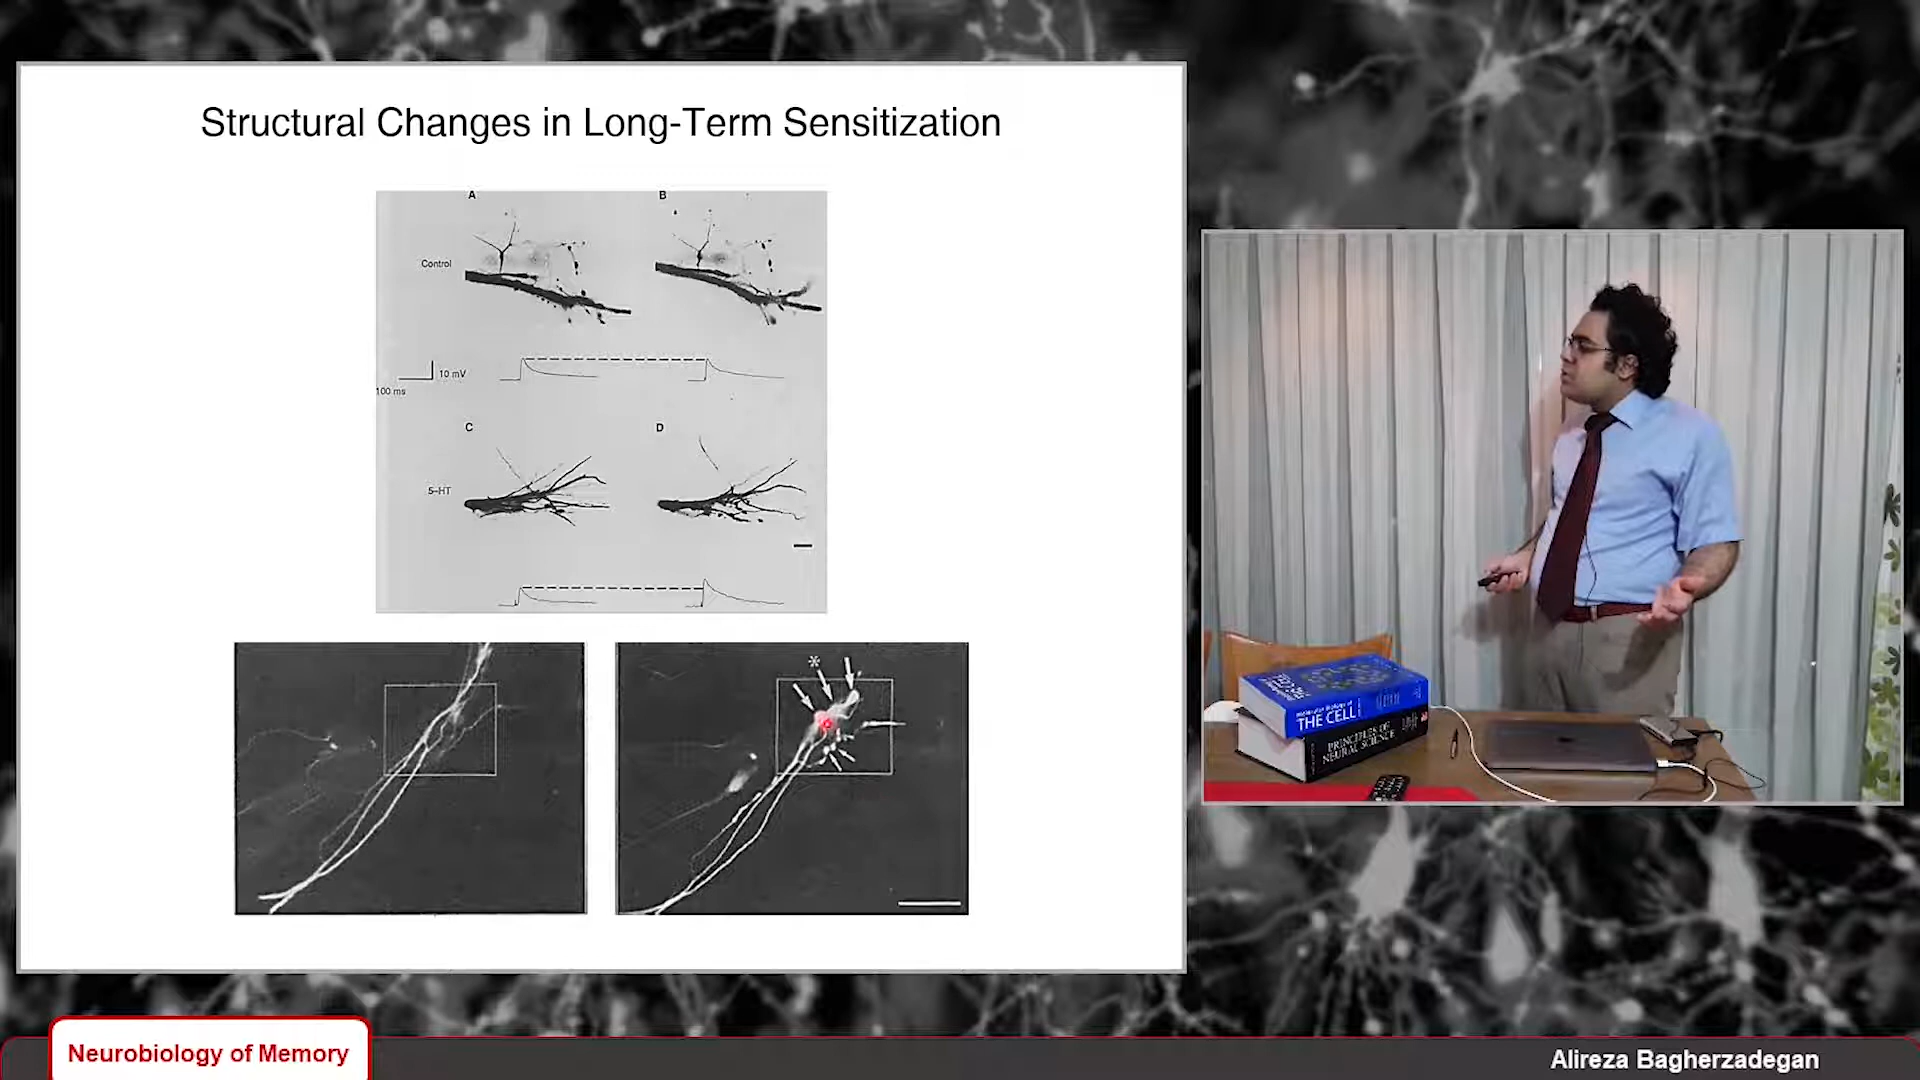 Structural Changes in Long-Term Sensitization
A
B
Control
10 mV
100 ms
C
D
5-HT
*
THE CELL
PRINCIPLES OF
NEURAL SCIENCE
Neurobiology of Memory
Alireza Bagherzadegan